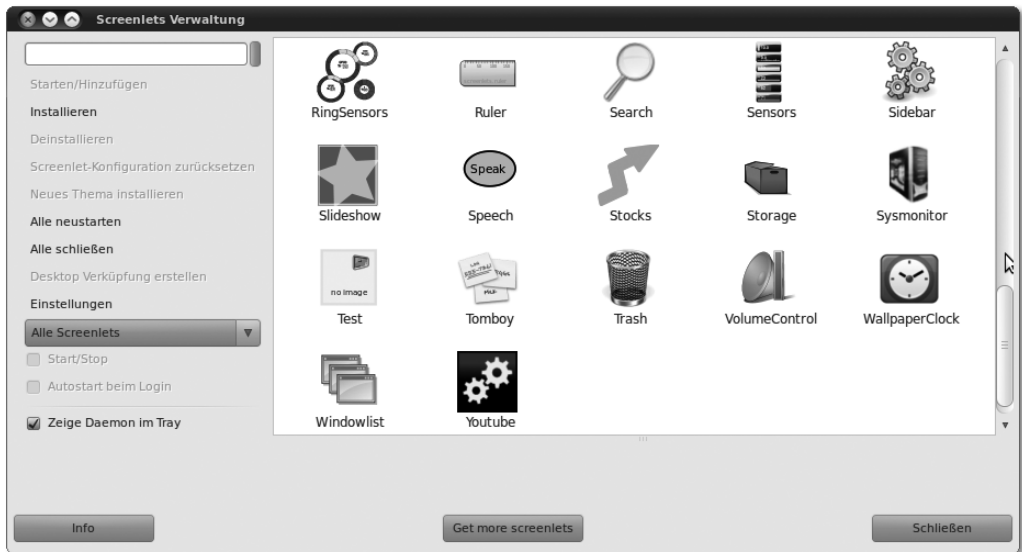 Screenlets Verwaltung
Starten/Hinzufügen
Installieren
Deinstallieren
Screenlet-Konfiguration zurücksetzen
Neues Thema installieren
Alle neustarten
Alle schließen
Desktop Verküpfung erstellen
Einstellungen
Alle Screenlets
Start/Stop
Autostart beim Login
Zeige Daemon im Tray
RingSensors Ruler Search Sensors Sidebar
Speak
Slideshow Speech Stocks Storage Sysmonitor
no image
Test Tomboy Trash VolumeControl WallpaperClock
Windowlist Youtube
Info Get more screenlets Schließen